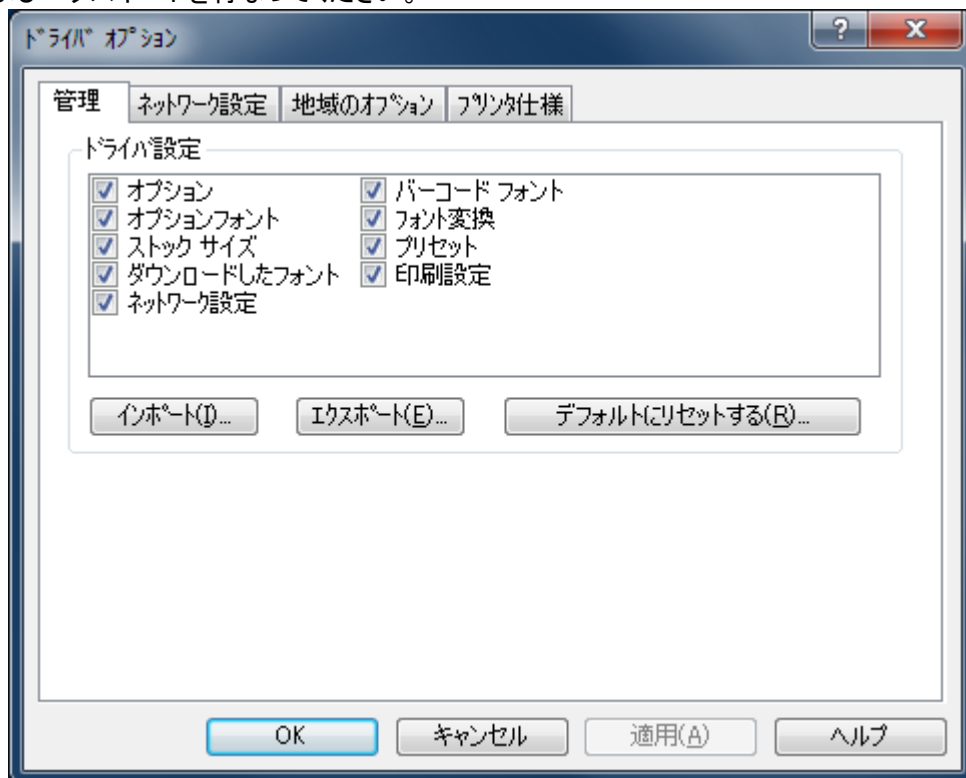 ドライバ オプション
管理 ネットワーク設定 地域のオプション プリンタ仕様
ドライバ設定
オプション バーコード フォント
オプションフォント フォント変換
ストック サイズ プリセット
ダウンロードしたフォント 印刷設定
ネットワーク設定
インポート(I)... エクスポート(E)... デフォルトにリセットする(R)...
OK キャンセル 適用(A) ヘルプ